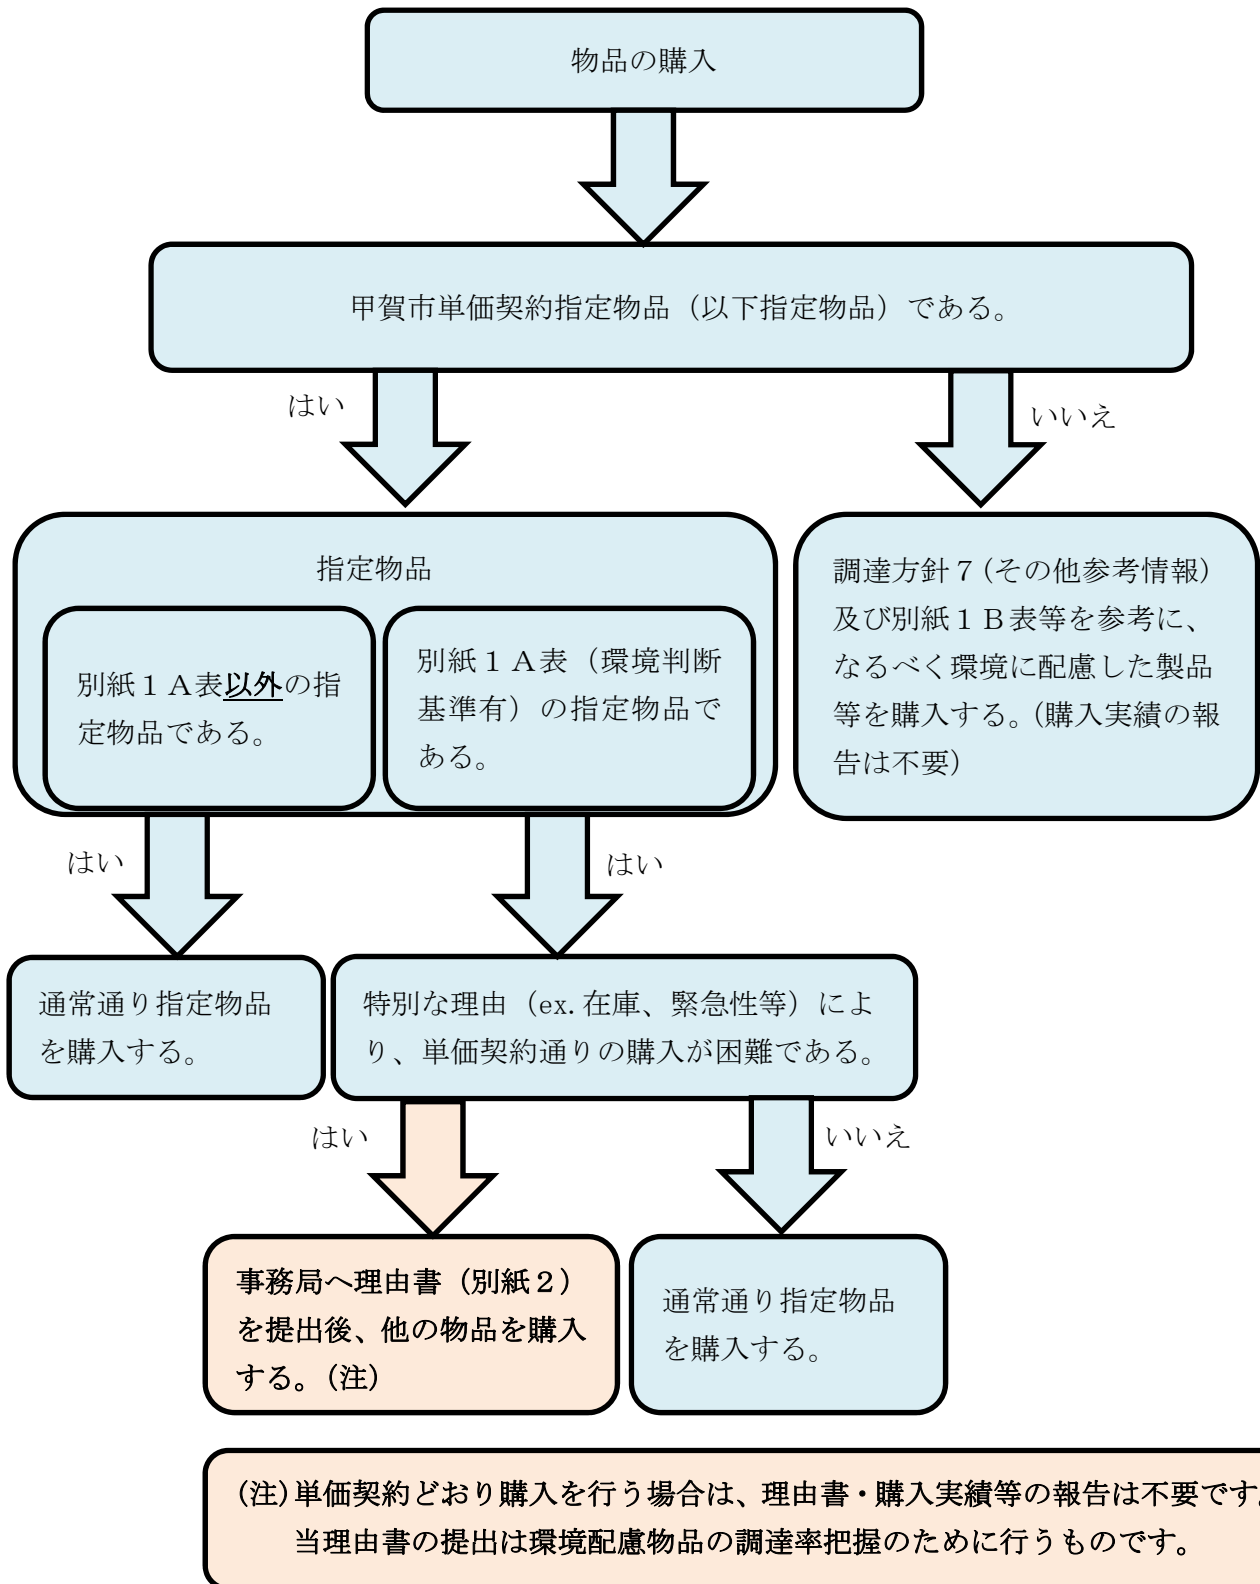 物品の購入
甲賀市単価契約指定物品（以下指定物品）である。
はい
いいえ
指定物品
別紙１Ａ表以外の指
定物品である。
別紙１Ａ表（環境判断
基準有）の指定物品で
ある。
調達方針７(その他参考情報)
及び別紙１Ｂ表等を参考に、
なるべく環境に配慮した製品
等を購入する。(購入実績の報
告は不要)
はい
はい
通常通り指定物品
を購入する。
特別な理由（ex.在庫、緊急性等）によ
り、単価契約通りの購入が困難である。
はい
いいえ
事務局へ理由書（別紙２）
を提出後、他の物品を購入
する。(注)
通常通り指定物品
を購入する。
(注)単価契約どおり購入を行う場合は、理由書・購入実績等の報告は不要です。
当理由書の提出は環境配慮物品の調達率把握のために行うものです。